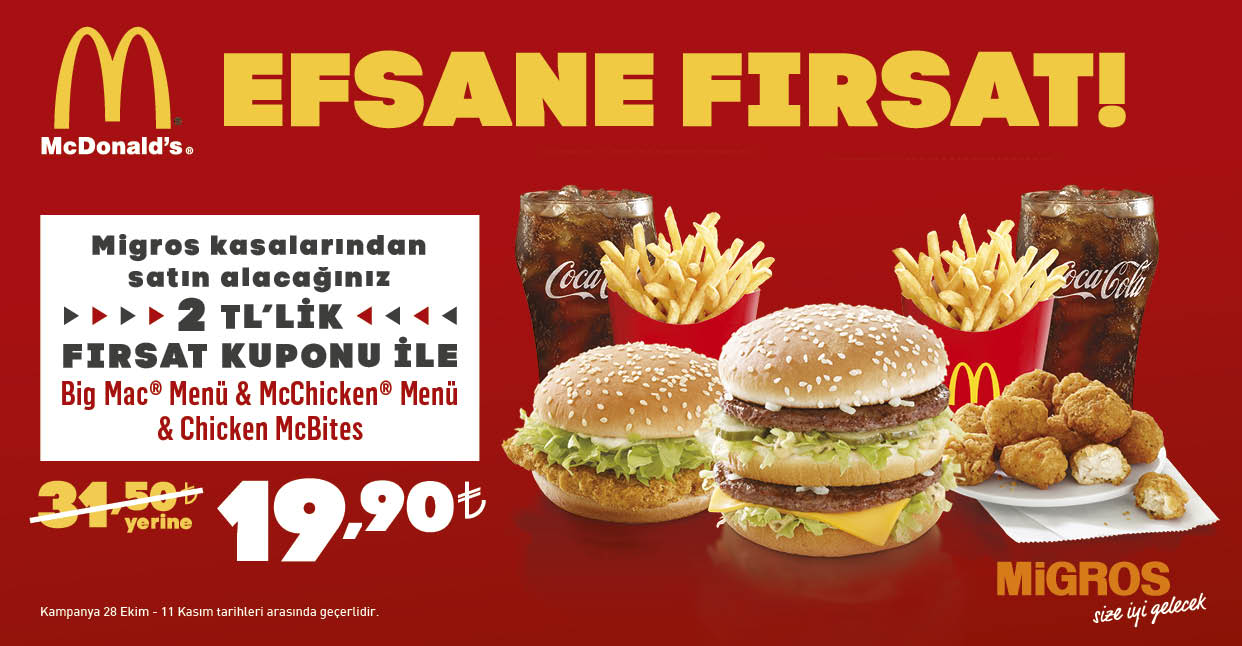 McDonald's®
EFSANE FIRSAT!
Migros kasalarından
satın alacağınız
2 TL'LİK
FIRSAT KUPONU İLE
Big Mac® Menü & McChicken® Menü
& Chicken McBites
31,50₺
yerine
19,90₺
Kampanya 28 Ekim - 11 Kasım tarihleri arasında geçerlidir.
Coca
Coca-Cola
MiGROS
size iyi gelecek